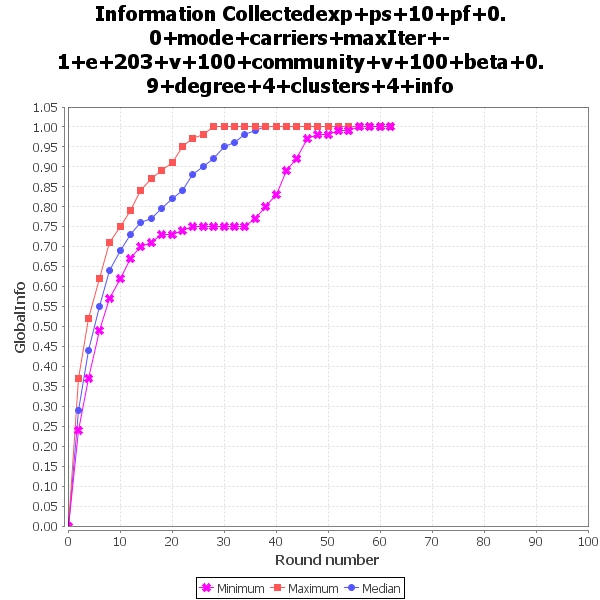 Information Collectedexp+ps+10+pf+0.
0+mode+carriers+maxIter+-
1+e+203+v+100+community+v+100+beta+0.
9+degree+4+clusters+4+info
1.05
1.00
0.95
0.90
0.85
0.80
0.75
0.70
0.65
0.60
0.55
0.50
0.45
0.40
0.35
0.30
0.25
0.20
0.15
0.10
0.05
0.00
GlobalInfo
0 10 20 30 40 50 60 70 80 90 100
Round number
Minimum Maximum Median